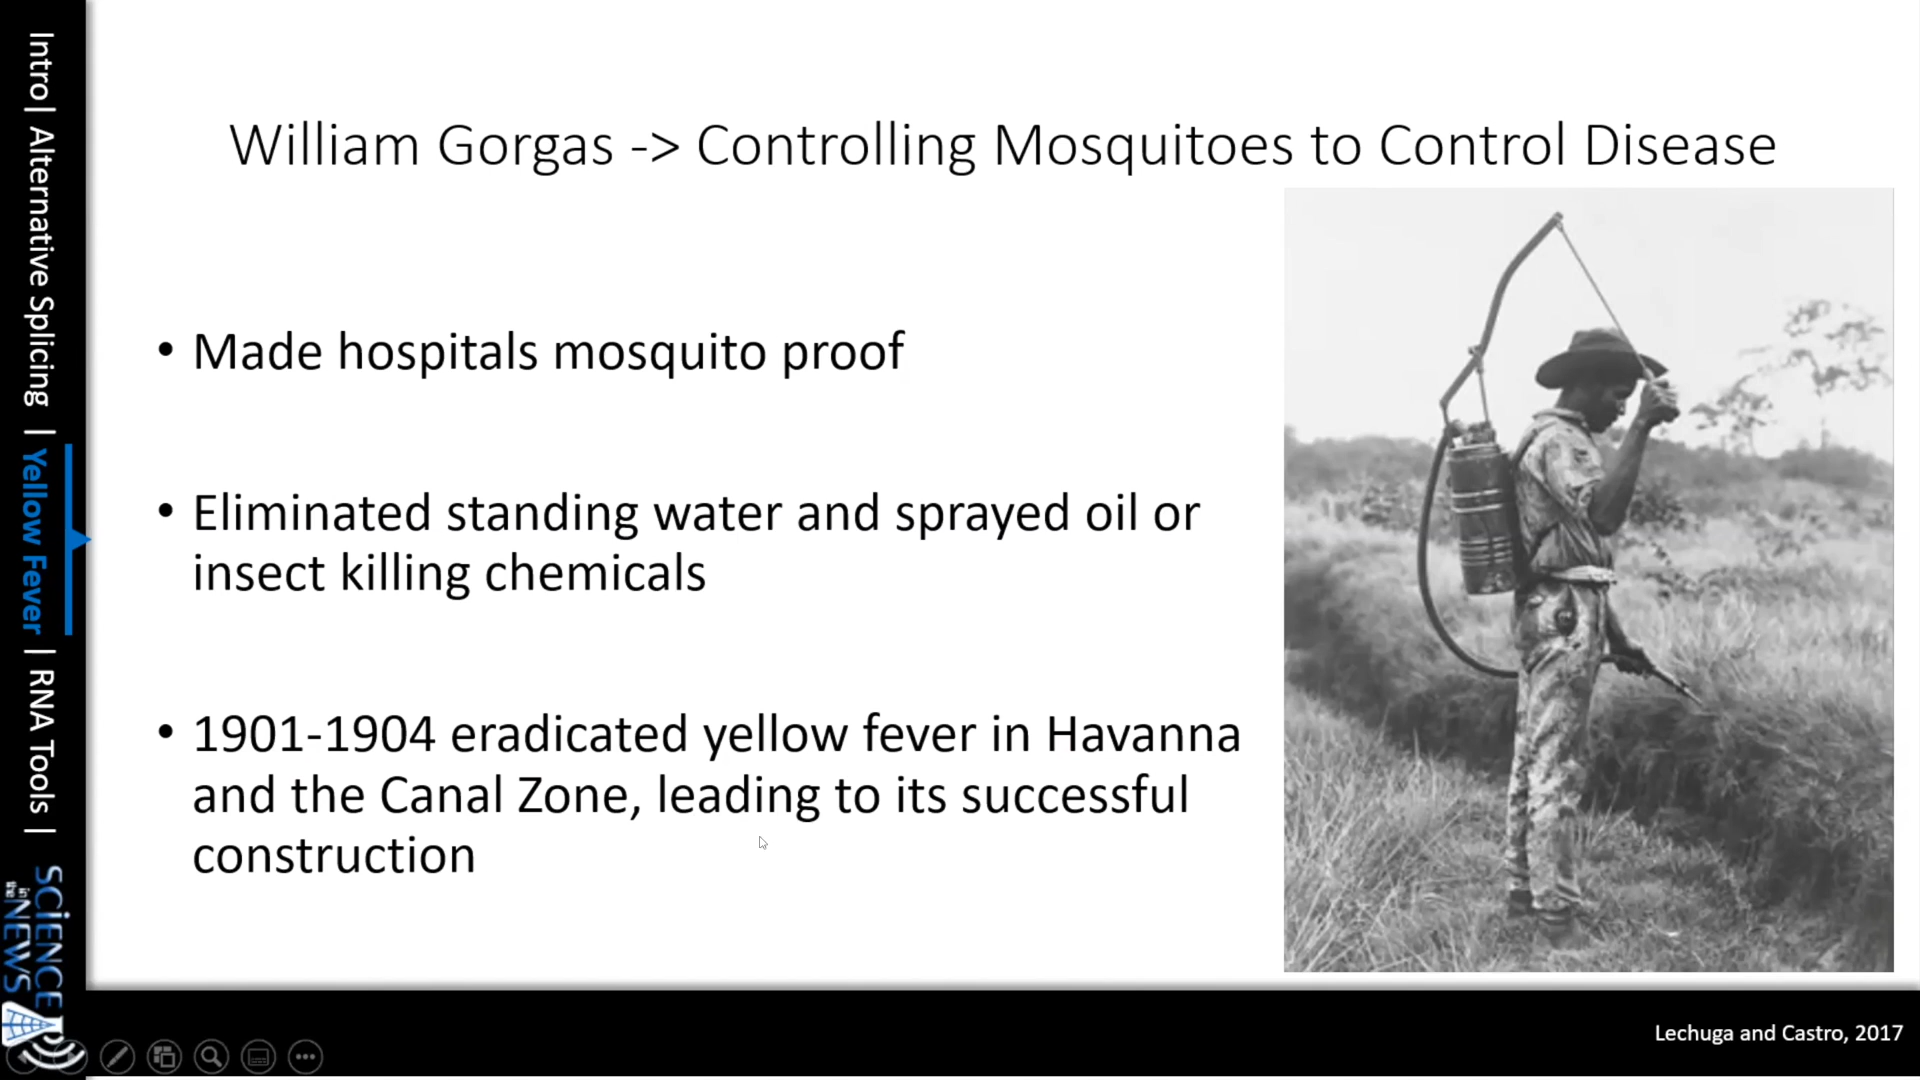 Intro| Alternative Splicing | Yellow Fever | RNA Tools |
SCiENCE
in the
NEWS
William Gorgas -> Controlling Mosquitoes to Control Disease
• Made hospitals mosquito proof
• Eliminated standing water and sprayed oil or
insect killing chemicals
• 1901-1904 eradicated yellow fever in Havanna
and the Canal Zone, leading to its successful
construction
Lechuga and Castro, 2017